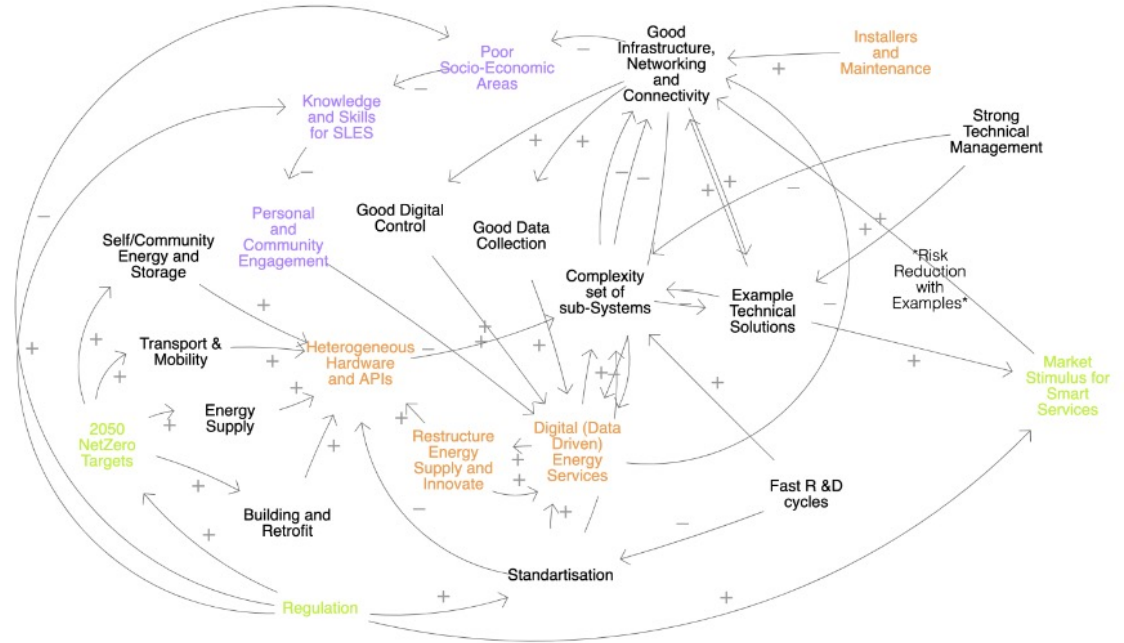 Good
Infrastructure,
Networking
and
Connectivity
Installers
and
Maintenance
Poor
Socio-Economic
Areas
Knowledge
and Skills
for SLES
Strong
Technical
Management
Personal
and
Community
Engagement
Good Digital
Control
Good Data
Collection
Self/Community
Energy and
Storage
Complexity
set of
sub-Systems
Example
Technical
Solutions
*Risk
Reduction
with
Examples*
Transport &
Mobility
Heterogeneous
Hardware
and APIs
Market
Stimulus for
Smart
Services
Energy
Supply
2050
NetZero
Targets
Restructure
Energy
Supply and
Innovate
Digital (Data
Driven)
Energy
Services
Fast R &D
cycles
Building and
Retrofit
Standartisation
Regulation